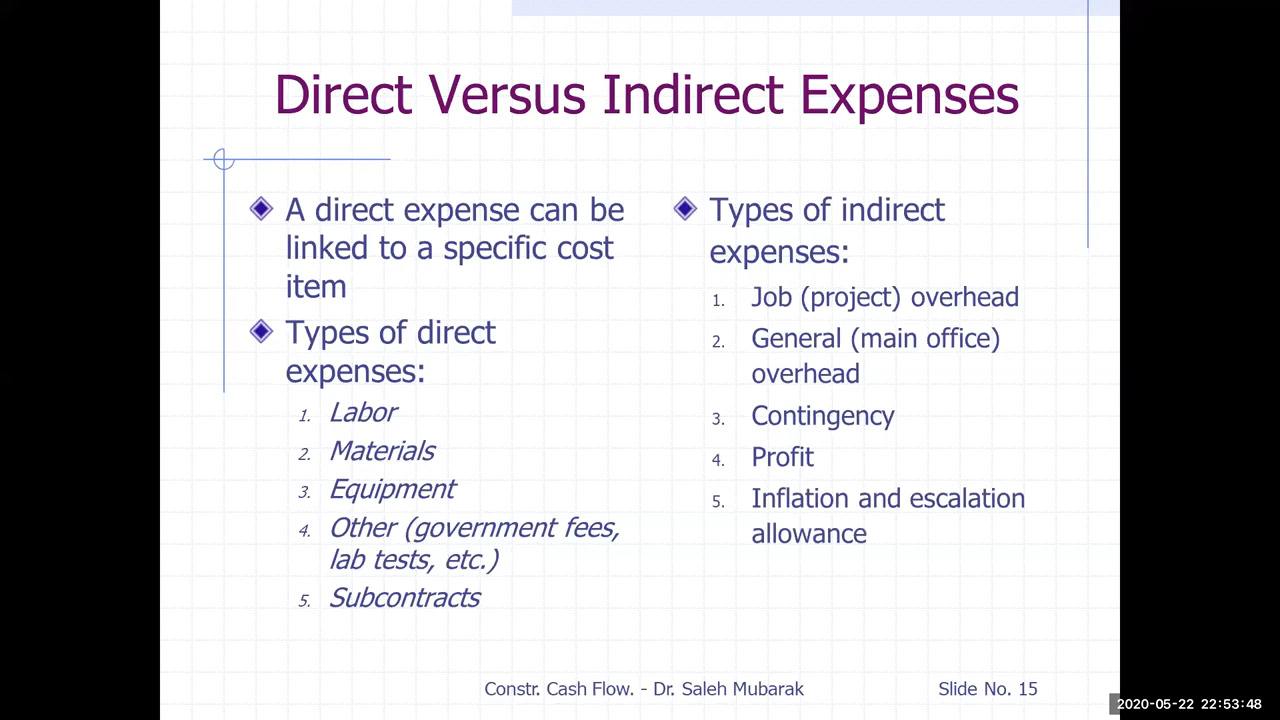 Direct Versus Indirect Expenses
A direct expense can be
linked to a specific cost
item
Types of direct
expenses:
1. Labor
2. Materials
3. Equipment
4. Other (government fees,
lab tests, etc.)
5. Subcontracts
Types of indirect
expenses:
1. Job (project) overhead
2. General (main office)
overhead
3. Contingency
4. Profit
5. Inflation and escalation
allowance
Constr. Cash Flow. - Dr. Saleh Mubarak
Slide No. 15
2020-05-22 22:53:48